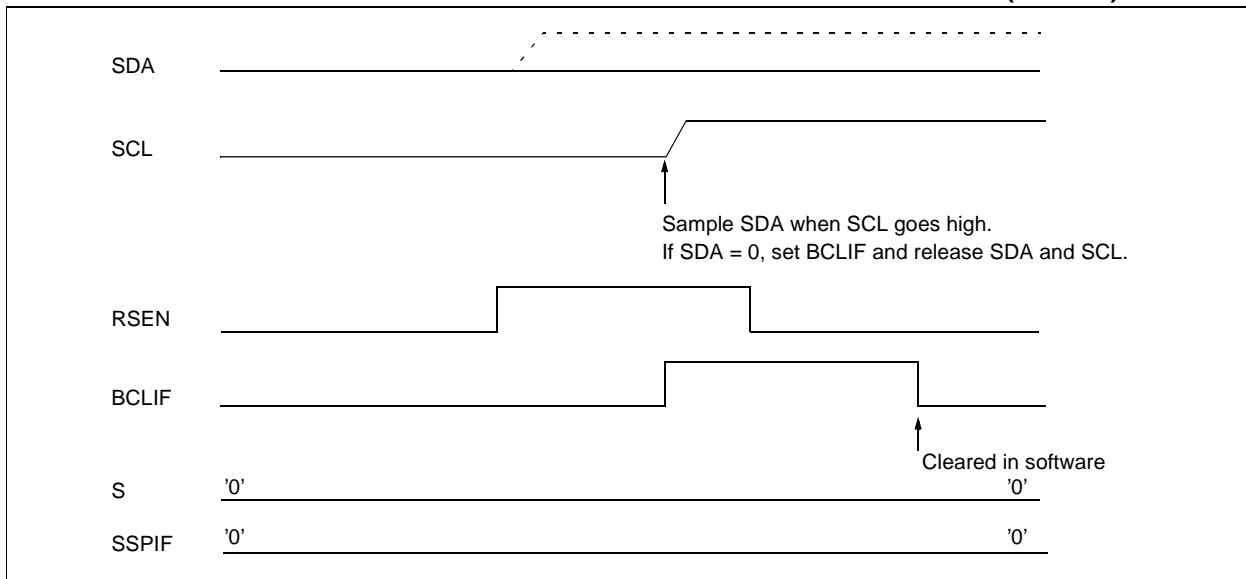 SDA
SCL
Sample SDA when SCL goes high.
If SDA = 0, set BCLIF and release SDA and SCL.
RSEN
BCLIF
Cleared in software
S
'0'
'0'
SSPIF
'0'
'0'